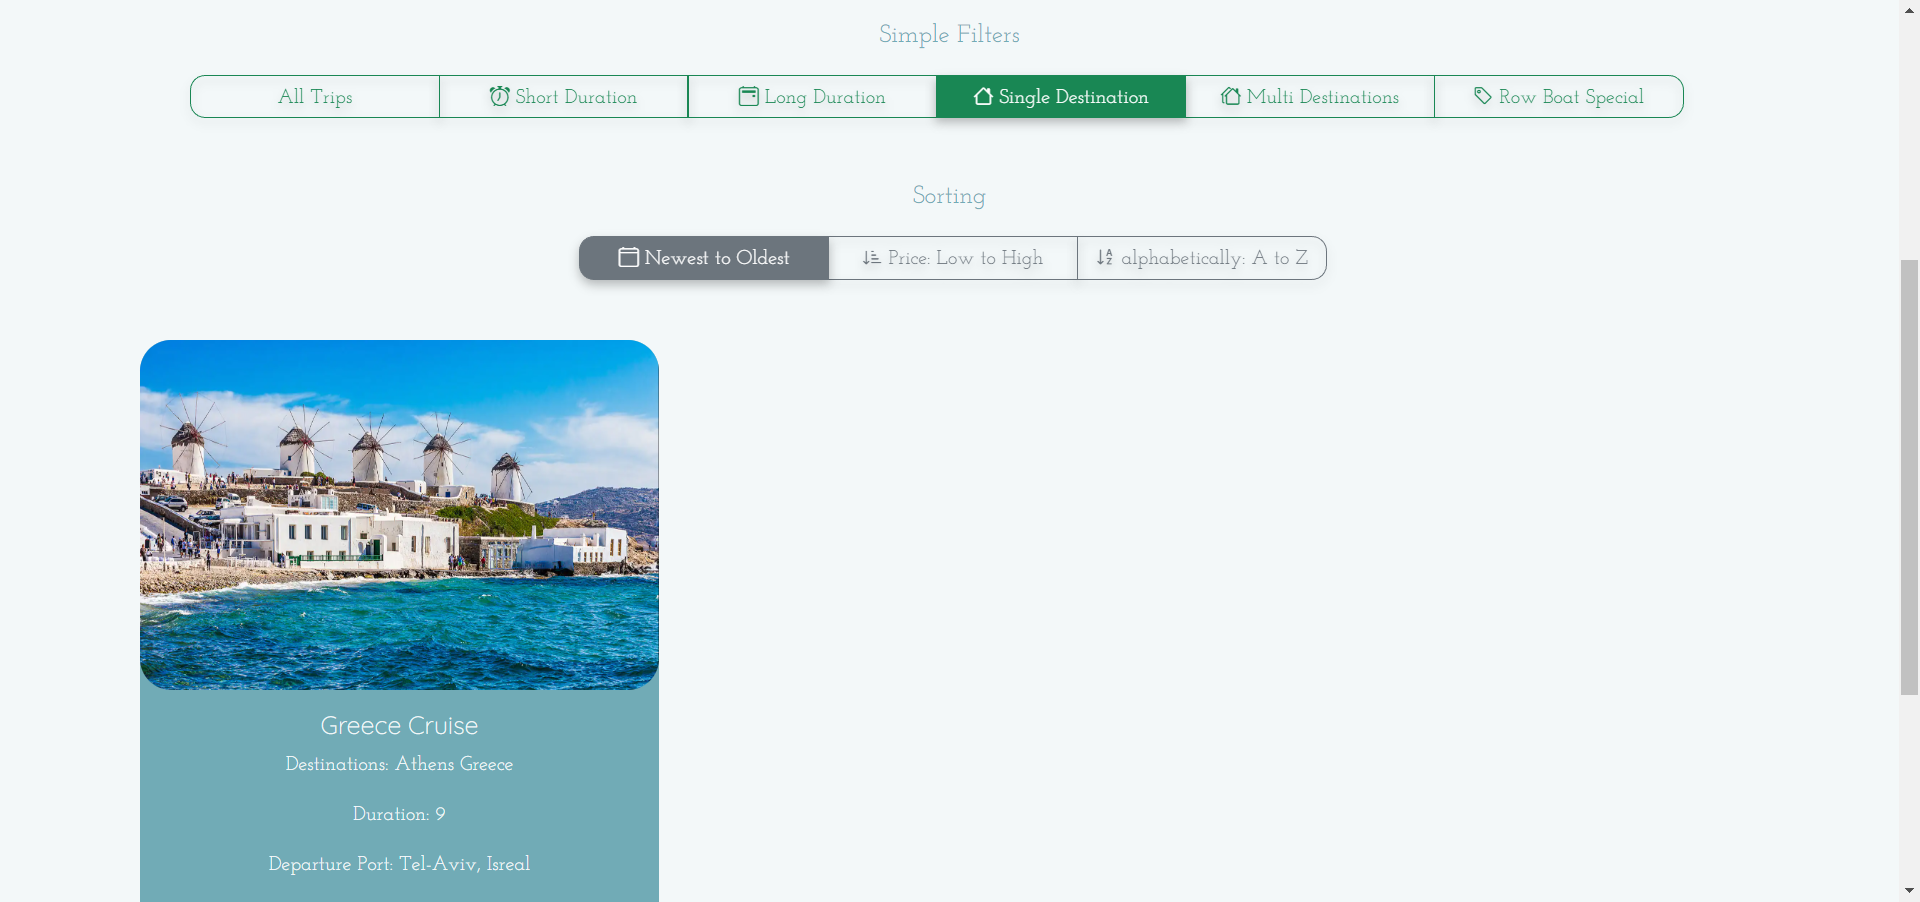 Simple Filters
All Trips
Short Duration
Long Duration
Single Destination
Multi Destinations
Row Boat Special
Sorting
Newest to Oldest
Price: Low to High
alphabetically: A to Z
Greece Cruise
Destinations: Athens Greece
Duration: 9
Departure Port: Tel-Aviv, Isreal